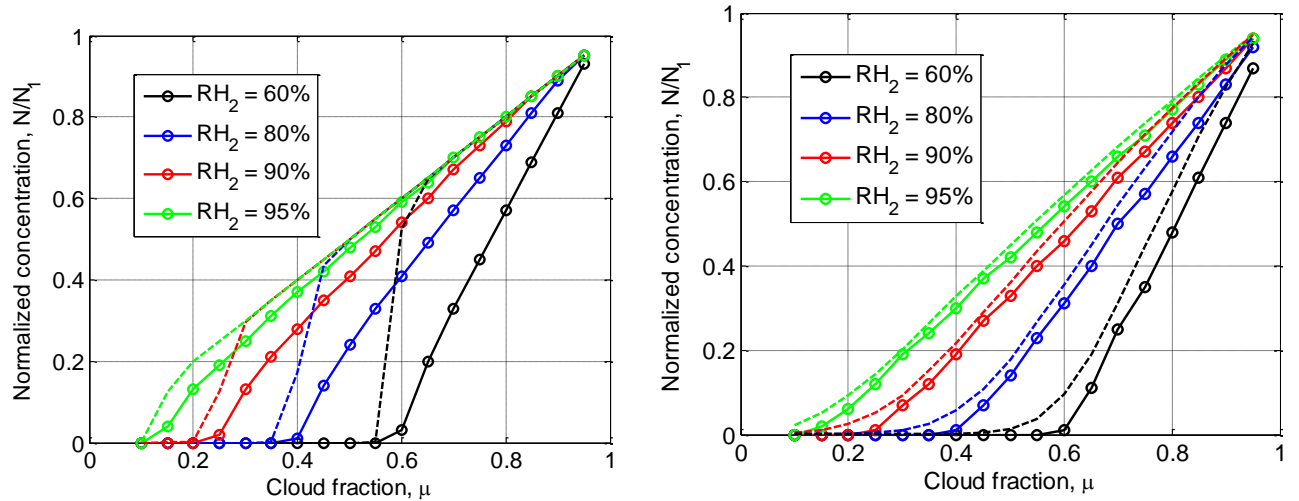 Normalized concentration, N/N1
1
0.8
0.6
0.4
0.2
0
0
0.2
0.4
0.6
0.8
1
Cloud fraction, μ
RH2 = 60%
RH2 = 80%
RH2 = 90%
RH2 = 95%
Normalized concentration, N/N1
1
0.8
0.6
0.4
0.2
0
0
0.2
0.4
0.6
0.8
1
Cloud fraction, μ
RH2 = 60%
RH2 = 80%
RH2 = 90%
RH2 = 95%